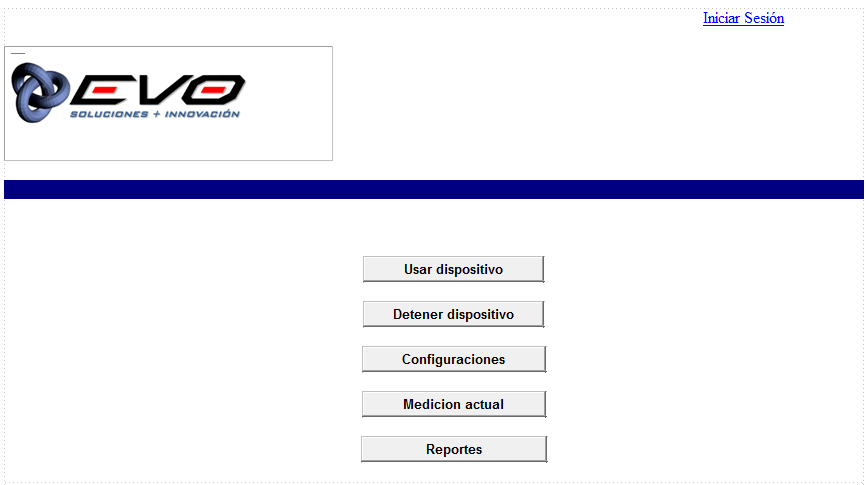 Iniciar Sesión
EVO
SOLUCIONES + INNOVACIÓN
Usar dispositivo
Detener dispositivo
Configuraciones
Medicion actual
Reportes